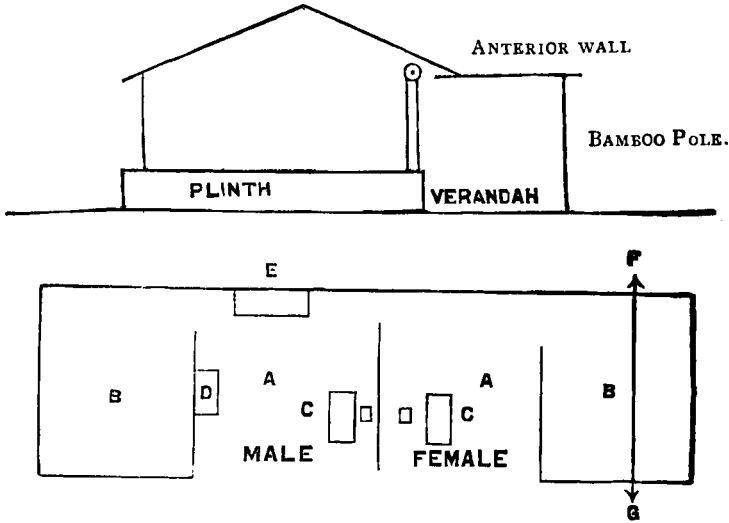 ANTERIOR WALL
BAMBOO POLE.
PLINTH
VERANDAH
E
F
B
D
A
C
MALE
A
C
FEMALE
B
G